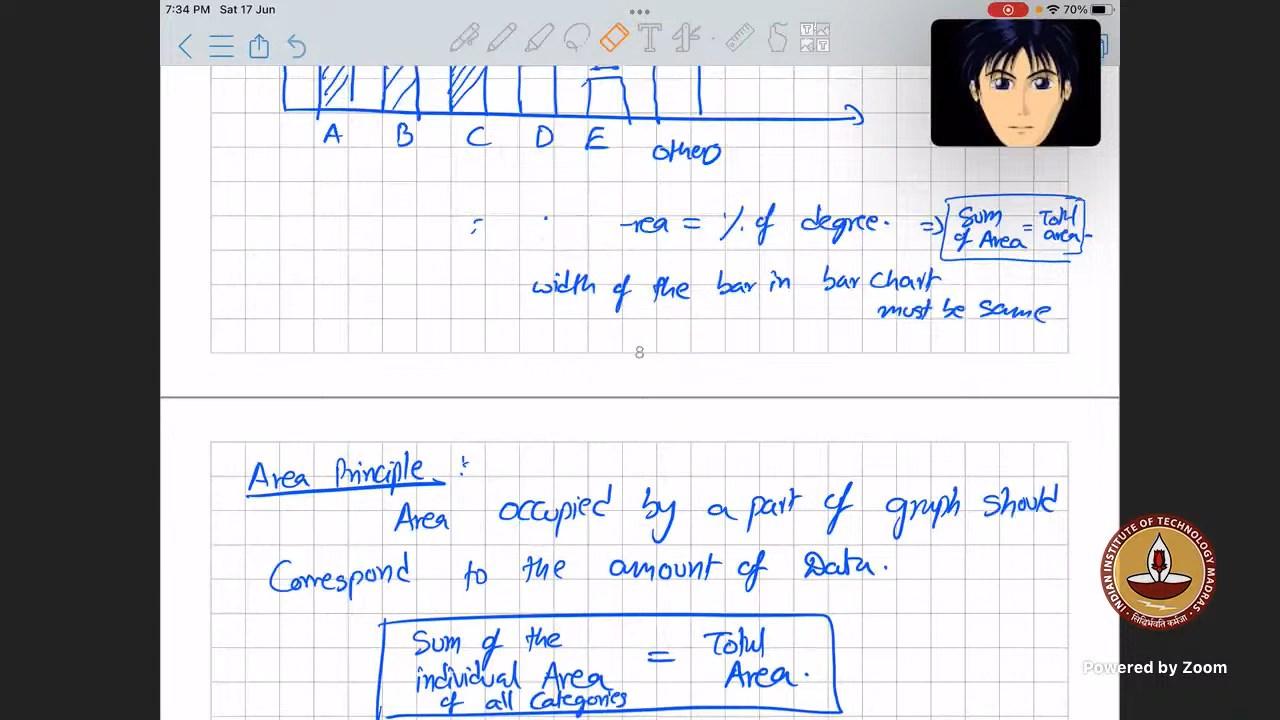 7:34 PM Sat 17 Jun
70%
A B C D E others
-rea = % of degree. => Sum of Area = Total area
width of the bar in bar chart
must be same
8
Area Principle :
Area occupied by a part of graph should
Correspond to the amount of Data.
Sum of the individual Area of all Categories = Total Area.
INDIAN INSTITUTE OF TECHNOLOGY MADRAS
सिद्धिर्भवति कर्मजा
Powered by Zoom